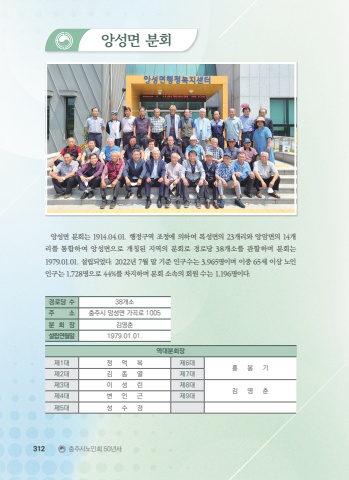 앙성면 분회
앙성면행정복지센터
앙성면 분회는 1914.04.01. 행정구역 조정에 의하여 복성면의 23개리와 앙암면의 14개
리를 통합하여 앙성면으로 개칭된 지역의 분회로 경로당 38개소를 관할하며 분회는
1979.01.01. 설립되었다. 2022년 7월 말 기준 인구수는 3,965명이며 이중 65세 이상 노인
인구는 1,728명으로 44%를 차지하며 분회 소속의 회원 수는 1,196명이다.
경로당 수 38개소
주 소 충주시 앙성면 가곡로 1005
분 회 장 김영춘
설립연월일 1979.01.01.
역대분회장
제1대 정 억 욱 제6대 홍 봉 기
제2대 김 종 열 제7대
제3대 이 성 린 제8대 김 영 춘
제4대 변 인 근 제9대
제5대 성 수 경
312 충주시노인회 50년사